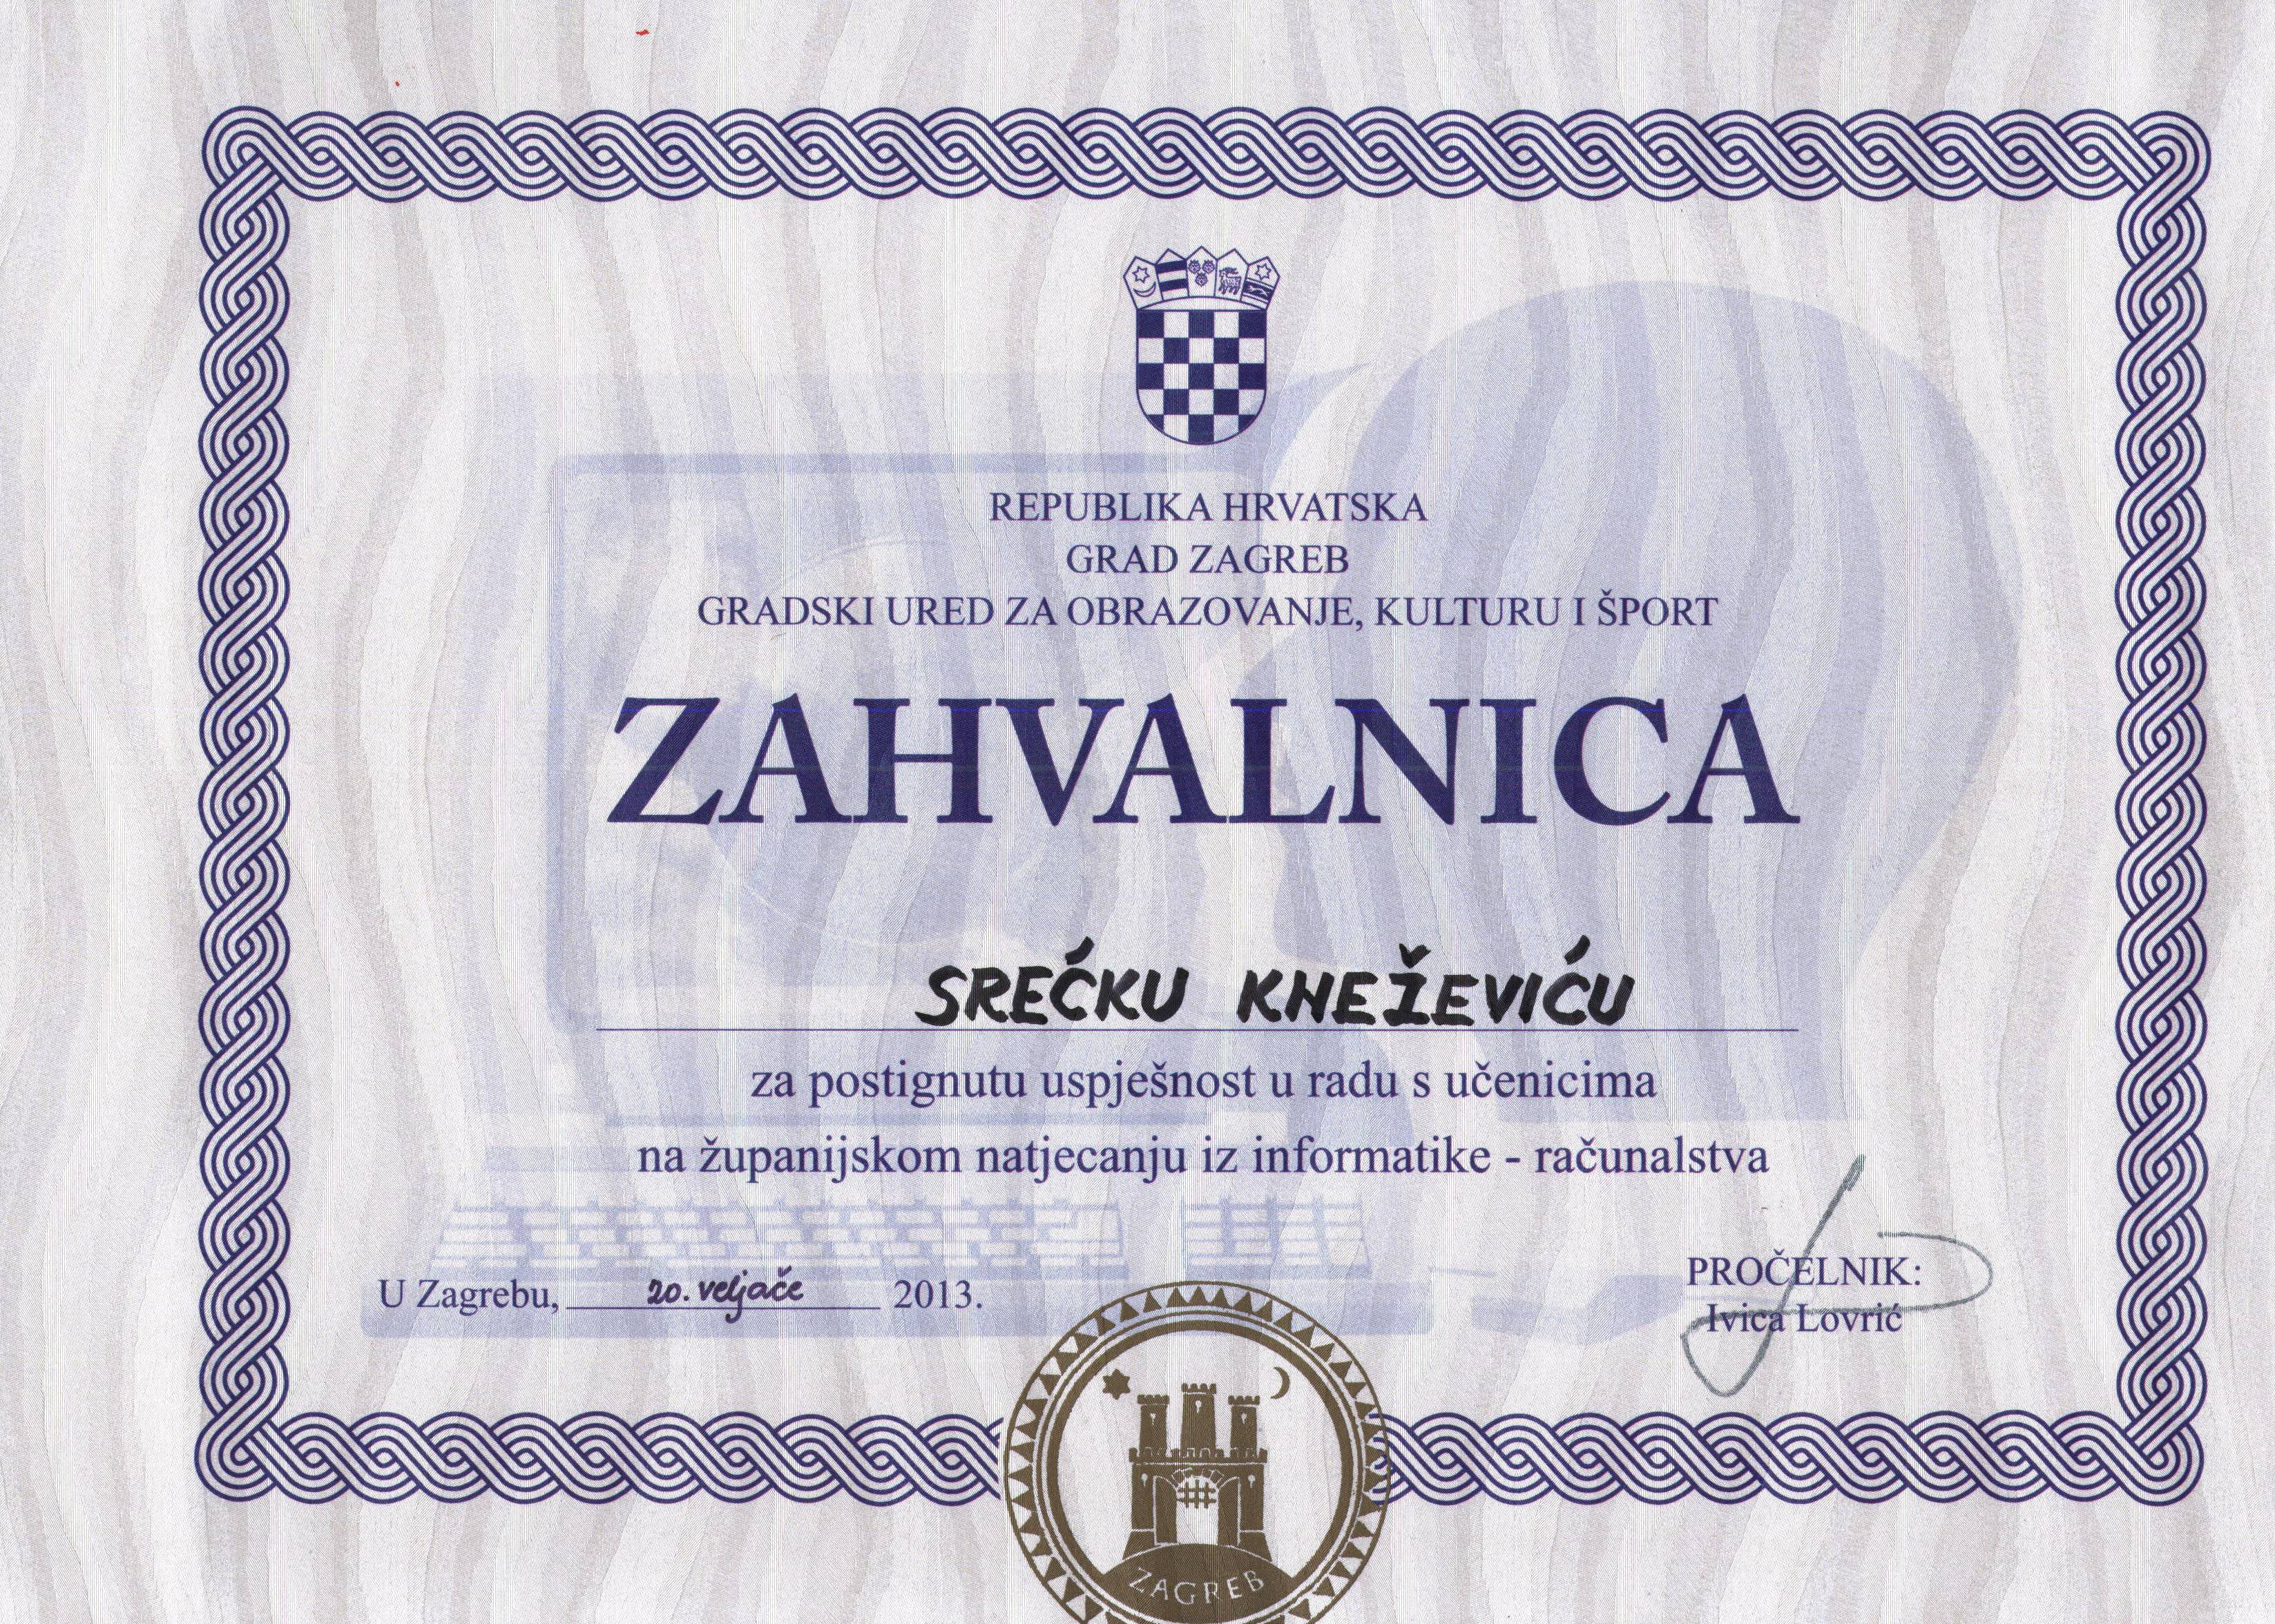 REPUBLIKA HRVATSKA
GRAD ZAGREB
GRADSKI URED ZA OBRAZOVANJE, KULTURU I ŠPORT
ZAHVALNICA
SREĆKU KNEŽEVIĆU
za postignutu uspješnost u radu s učenicima
na županijskom natjecanju iz informatike - računalstva
U Zagrebu, 20. veljače 2013.
PROČELNIK:
Ivica Lovrić
ZAGREB